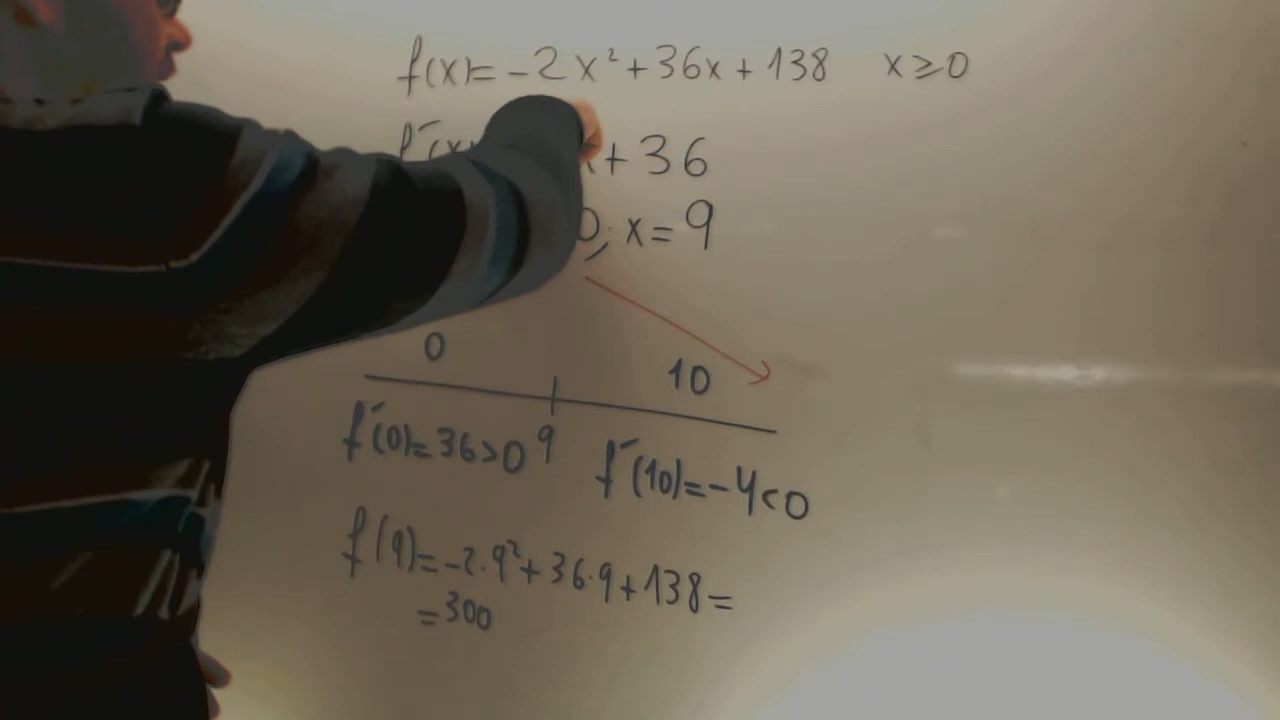 f(x)= -2x²+36x+138 x≥0
f´(x +36
0; x=9
0 10
f´(0)=36>0 9 f´(10)=-4<0
f(9)=-2·9²+36·9+138=
=300